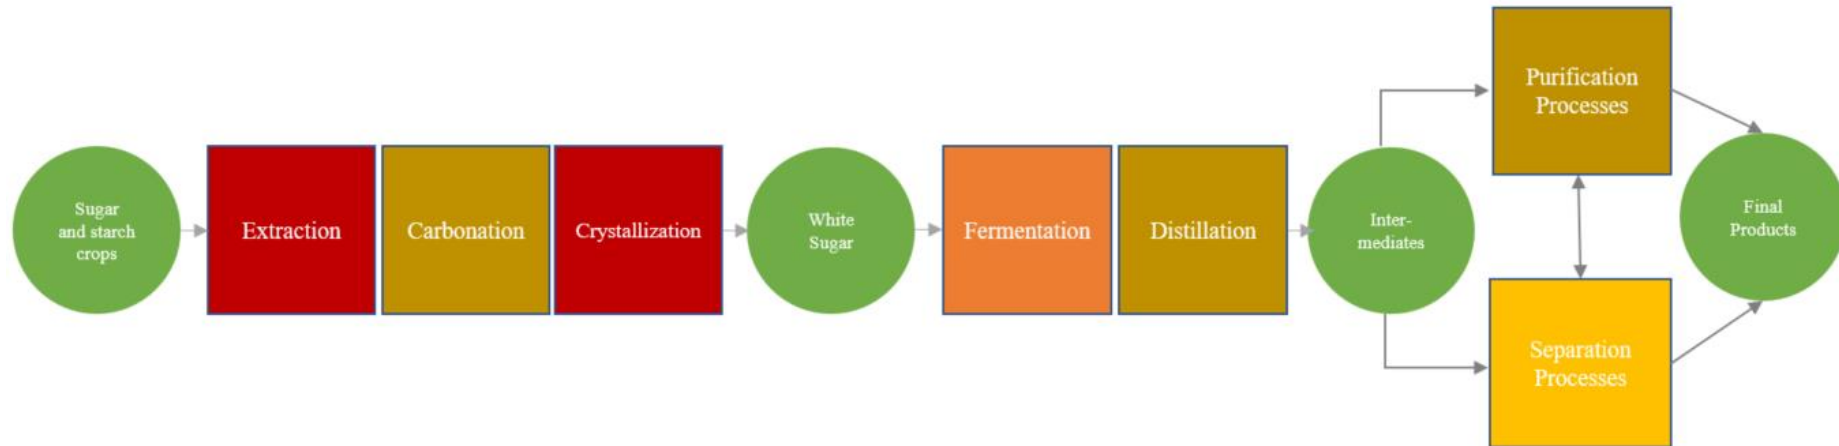 Sugar
and starch
crops
Extraction
Carbonation
Crystallization
White
Sugar
Fermentation
Distillation
Inter-
mediates
Purification
Processes
Separation
Processes
Final
Products